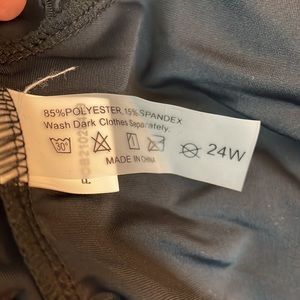 85%POLYESTER, 15%SPANDEX
Wash Dark Clothes Separately.
30°
24W
MADE IN CHINA